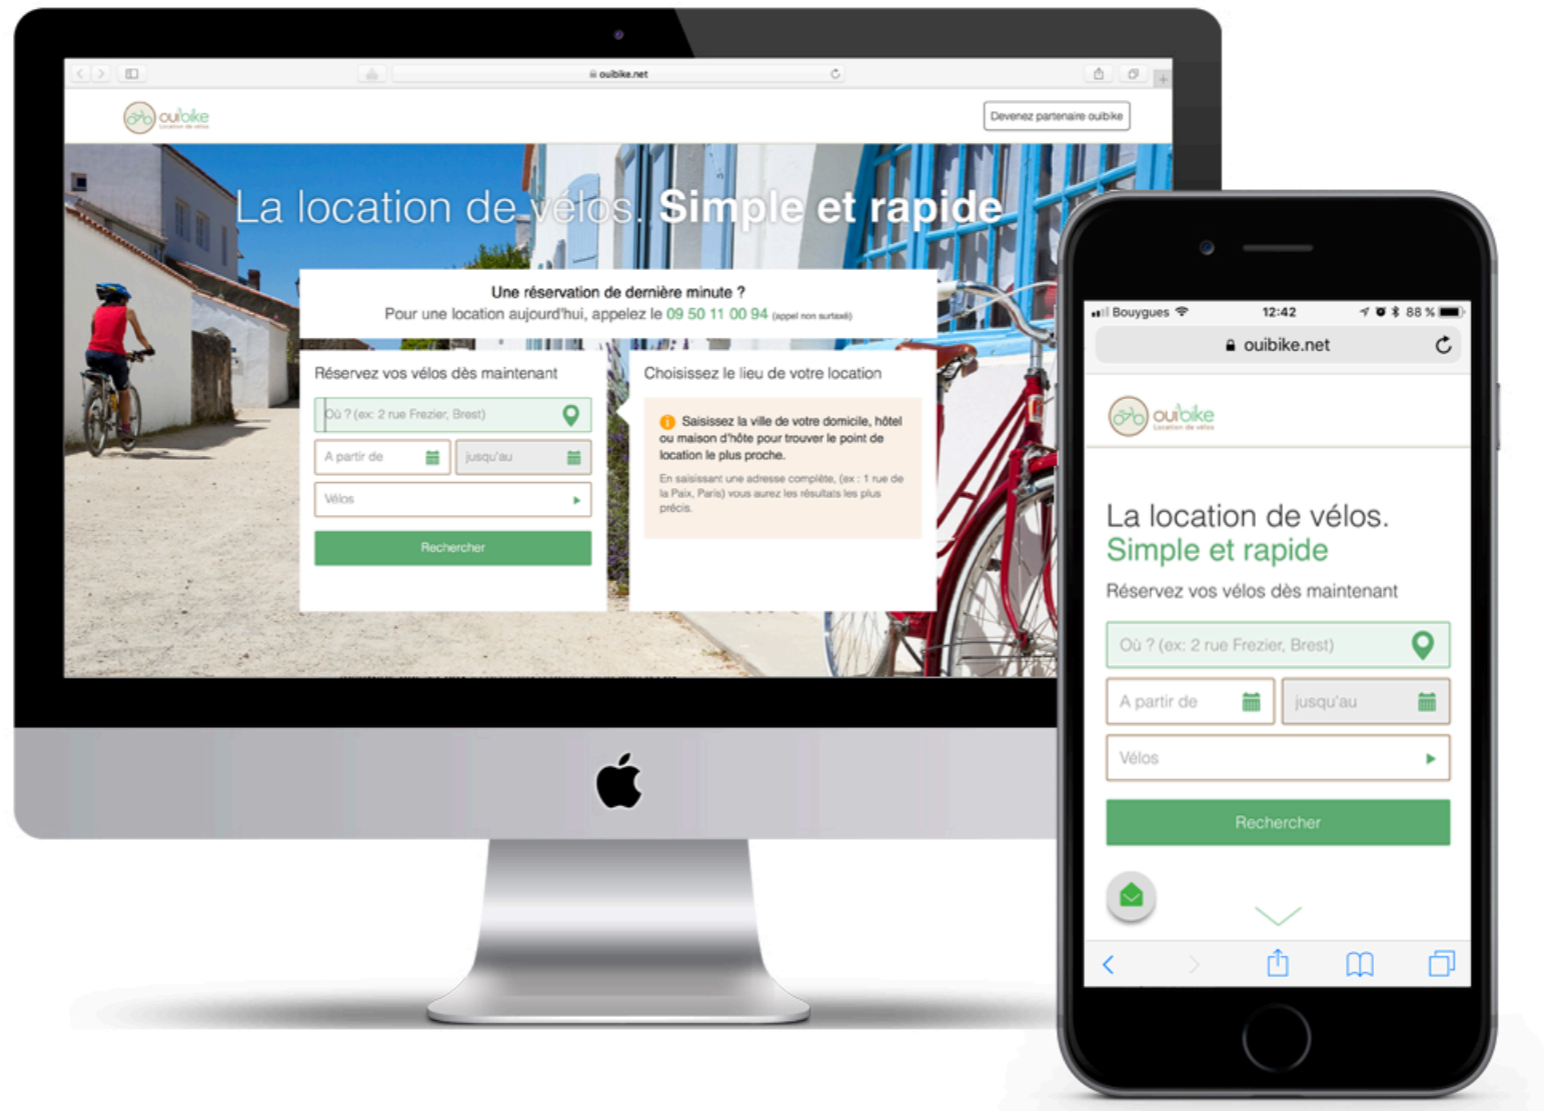 ouibike.net
ouibike
Location de vélos
Devenez partenaire ouibike
La location de vélos. Simple et rapide
Une réservation de dernière minute ?
Pour une location aujourd'hui, appelez le 09 50 11 00 94 (appel non surtaxé)
Réservez vos vélos dès maintenant
Où ? (ex: 2 rue Frezier, Brest)
A partir de
jusqu'au
Vélos
Rechercher
Choisissez le lieu de votre location
Saisissez la ville de votre domicile, hôtel
ou maison d'hôte pour trouver le point de
location le plus proche.
En saisissant une adresse complète, (ex : 1 rue de
la Paix, Paris) vous aurez les résultats les plus
précis.
Bouygues 12:42 88 %
ouibike.net
ouibike
Location de vélos
La location de vélos.
Simple et rapide
Réservez vos vélos dès maintenant
Où ? (ex: 2 rue Frezier, Brest)
A partir de
jusqu'au
Vélos
Rechercher